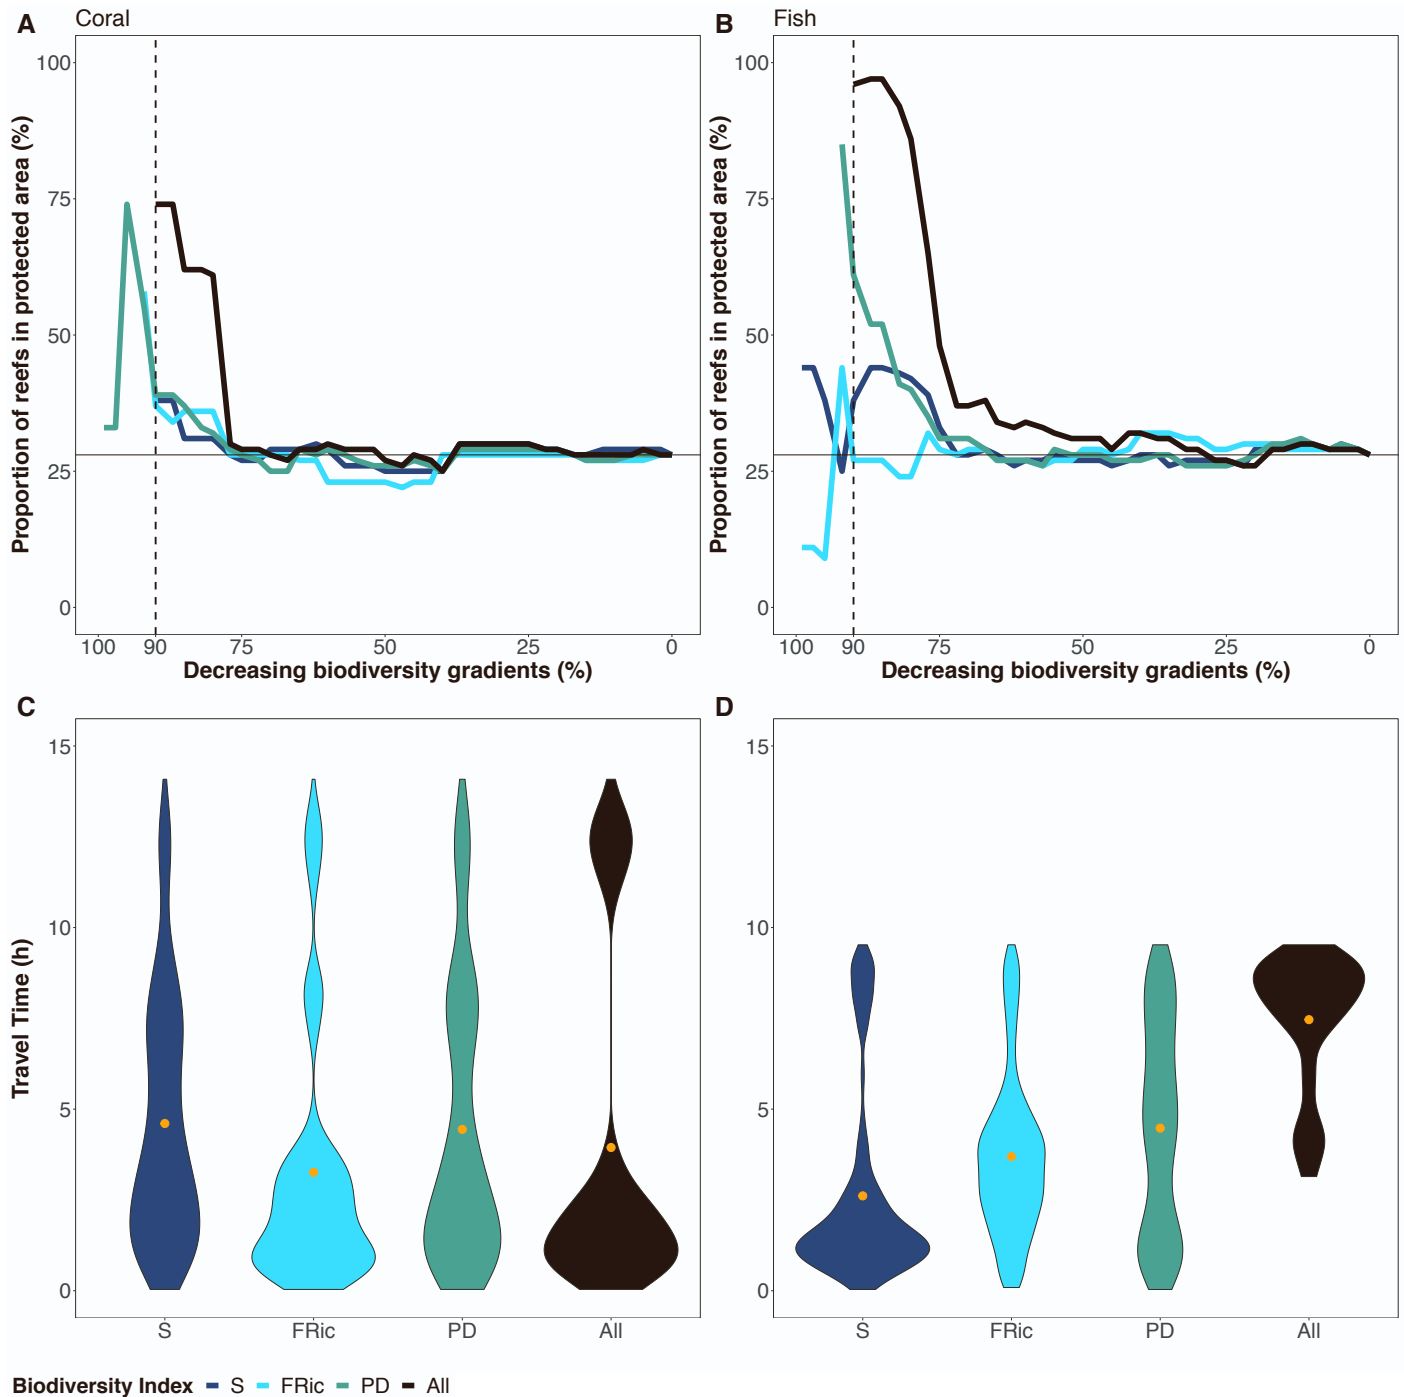 A Coral
B Fish
Proportion of reefs in protected area (%)
100
75
50
25
0
100 90 75 50 25 0
Decreasing biodiversity gradients (%)
Proportion of reefs in protected area (%)
100
75
50
25
0
100 90 75 50 25 0
Decreasing biodiversity gradients (%)
C
Travel Time (h)
15
10
5
0
S FRic PD All
D
15
10
5
0
S FRic PD All
Biodiversity Index S FRic PD All